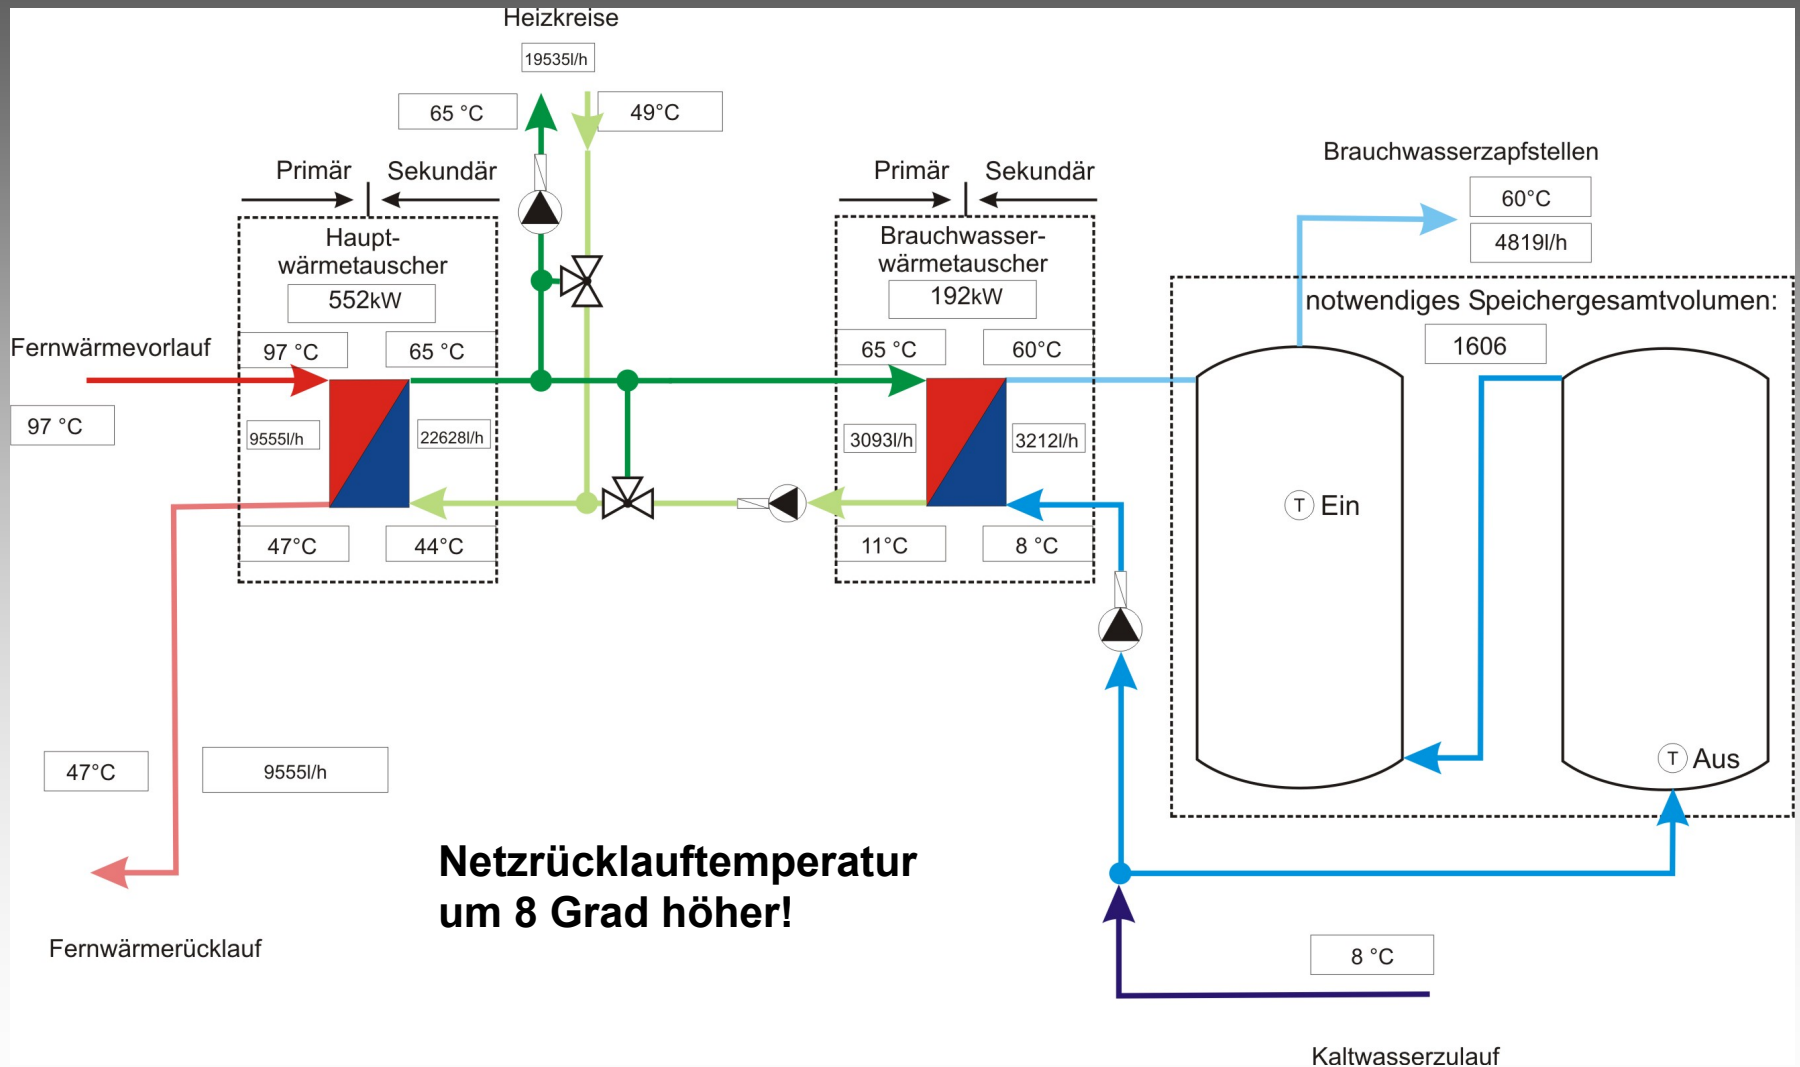 Heizkreise
19535l/h
65 °C
49°C
Primär
Sekundär
Haupt-
wärmetauscher
552kW
97 °C
65 °C
9555l/h
22628l/h
47°C
44°C
Fernwärmevorlauf
97 °C
Primär
Sekundär
Brauchwasser-
wärmetauscher
192kW
65 °C
60°C
3093l/h
3212l/h
11°C
8 °C
Brauchwasserzapfstellen
60°C
4819l/h
notwendiges Speichergesamtvolumen:
1606
T Ein
T Aus
47°C
9555l/h
Netzrücklauftemperatur
um 8 Grad höher!
Fernwärmerücklauf
8 °C
Kaltwasserzulauf